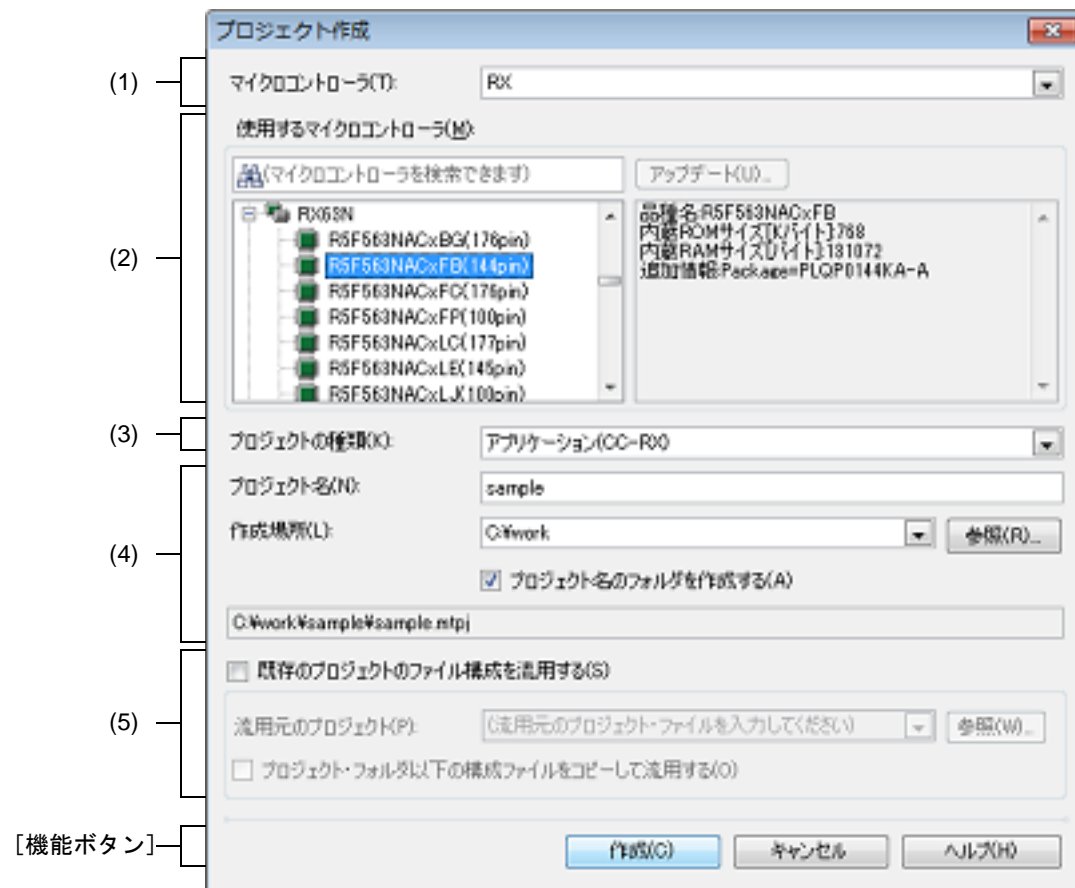 プロジェクト作成
(1)
マイクロコントローラ(T):
RX
使用するマイクロコントローラ(M):
(マイクロコントローラを検索できます)
アップデート(U)...
(2)
RX63N
R5F563NACxBG(176pin)
R5F563NACxFB(144pin)
R5F563NACxFC(176pin)
R5F563NACxFP(100pin)
R5F563NACxLC(177pin)
R5F563NACxLE(145pin)
R5F563NACxLJ(100pin)
品種名:R5F563NACxFB
内蔵ROMサイズ[Kバイト]:768
内蔵RAMサイズ[バイト]:131072
追加情報:Package=PLQP0144KA-A
(3)
プロジェクトの種類(K):
アプリケーション(CC-RX)
(4)
プロジェクト名(N):
sample
作成場所(L):
C:¥work
参照(R)...
プロジェクト名のフォルダを作成する(A)
C:¥work¥sample¥sample.mtpj
(5)
既存のプロジェクトのファイル構成を流用する(S)
流用元のプロジェクト(P):
(流用元のプロジェクト・ファイルを入力してください)
参照(W)...
プロジェクト・フォルダ以下の構成ファイルをコピーして流用する(O)
[機能ボタン]
作成(C)
キャンセル
ヘルプ(H)